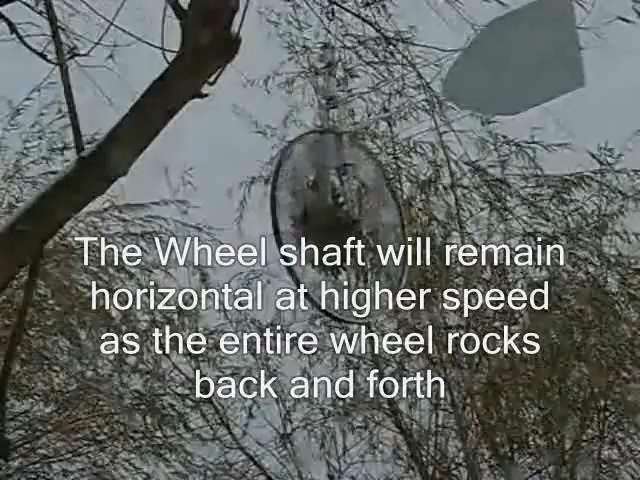 The Wheel shaft will remain
horizontal at higher speed
as the entire wheel rocks
back and forth